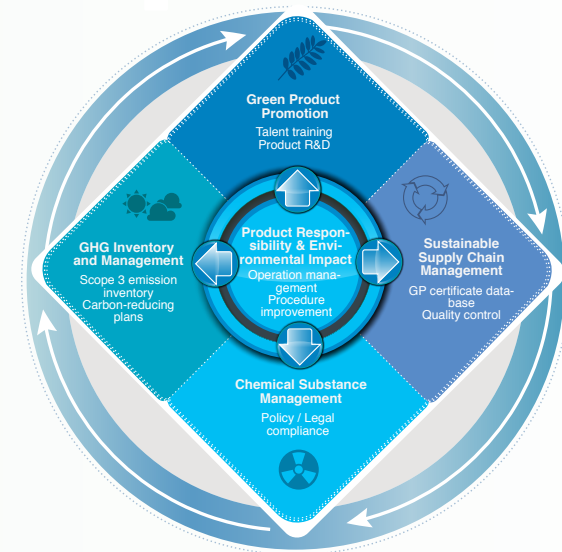 Green Product
Promotion
Talent training
Product R&D
GHG Inventory
and Management
Scope 3 emission
inventory
Carbon-reducing
plans
Product Respon-
sibility & Envi-
ronmental Impact
Operation mana-
gement
Procedure
improvement
Sustainable
Supply Chain
Management
GP certificate data-
base
Quality control
Chemical Substance
Management
Policy / Legal
compliance